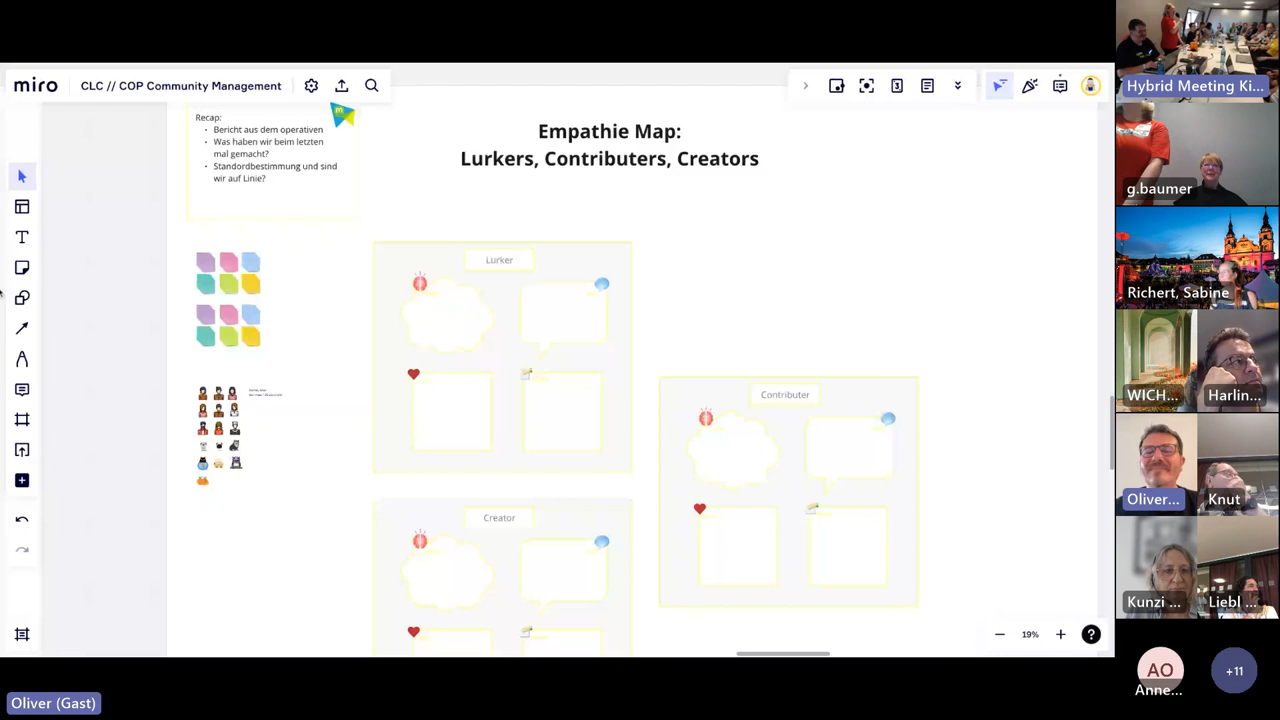 miro
CLC // COP Community Management
Recap:
• Bericht aus dem operativen
• Was haben wir beim letzten
mal gemacht?
• Standordbestimmung und sind
wir auf Linie?
Empathie Map:
Lurkers, Contributers, Creators
Lurker
Contributer
Creator
19%
Hybrid Meeting Ki...
g.baumer
Richert, Sabine
WICH...
Harlin...
Oliver...
Knut
Kunzi ...
Liebl ...
AO
Anne...
+11
Oliver (Gast)